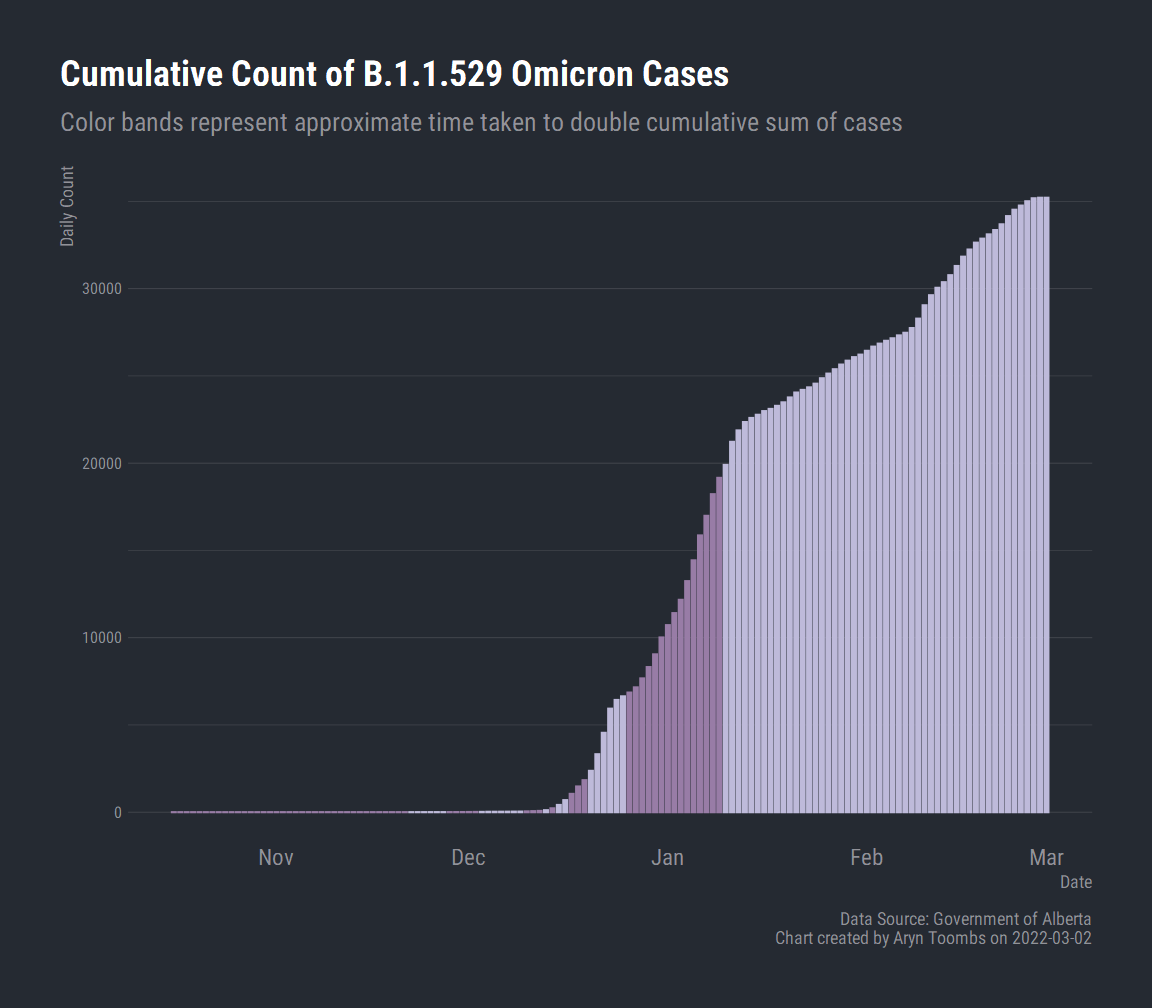 Cumulative Count of B.1.1.529 Omicron Cases
Color bands represent approximate time taken to double cumulative sum of cases
Daily Count
30000
20000
10000
0
Nov Dec Jan Feb Mar
Date
Data Source: Government of Alberta
Chart created by Aryn Toombs on 2022-03-02